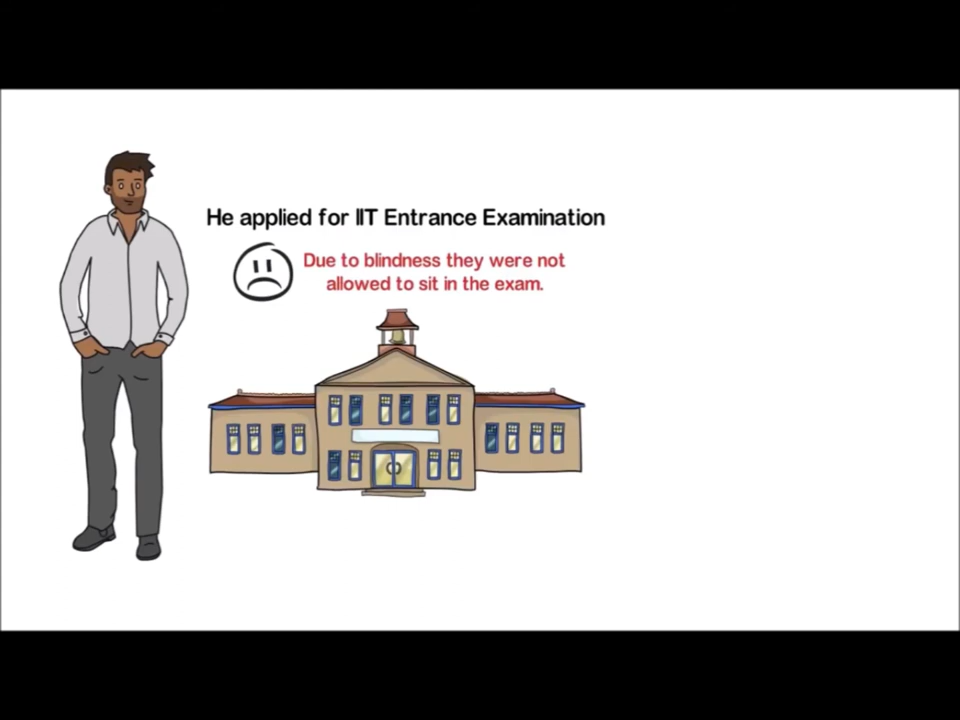 He applied for IIT Entrance Examination
Due to blindness they were not
allowed to sit in the exam.